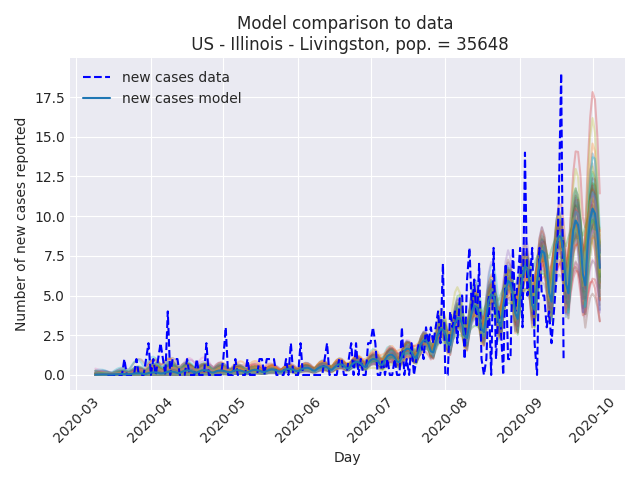 Model comparison to data
US - Illinois - Livingston, pop. = 35648
new cases data
new cases model
Number of new cases reported
17.5
15.0
12.5
10.0
7.5
5.0
2.5
0.0
2020-03
2020-04
2020-05
2020-06
2020-07
2020-08
2020-09
2020-10
Day